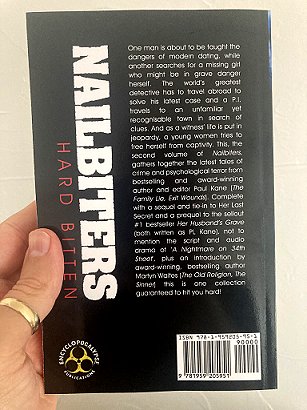 NAILBITERS
HARD BITTEN
One man is about to be taught the
dangers of modern dating, while
another searches for a missing girl
who might be in grave danger
herself. The world's greatest
detective has to travel abroad to
solve his latest case and a P.I.
travels to an unfamiliar yet
recognisable town in search of
clues. And as a witness' life is put in
jeopardy, a young women tries to
free herself from captivity. This, the
second volume of Nailbiters,
gathers together the latest tales of
crime and psychological terror from
bestselling and award-winning
author and editor Paul Kane (The
Family Lie, Exit Wounds). Complete
with a sequel and tie-in to Her Last
Secret and a prequel to the sellout
#1 bestseller Her Husband's Grave
(both written as PL Kane), not to
mention the script and audio
drama of 'A Nightmare on 34th
Street', plus an introduction by
award-winning, bestselling author
Martyn Waites (The Old Religion, The
Sinner), this is one collection
guaranteed to hit you hard!
ENCYCLOPOCALYPSE
PUBLICATIONS
ISBN 978-1-959205-95-1
90000
9 781959 205951